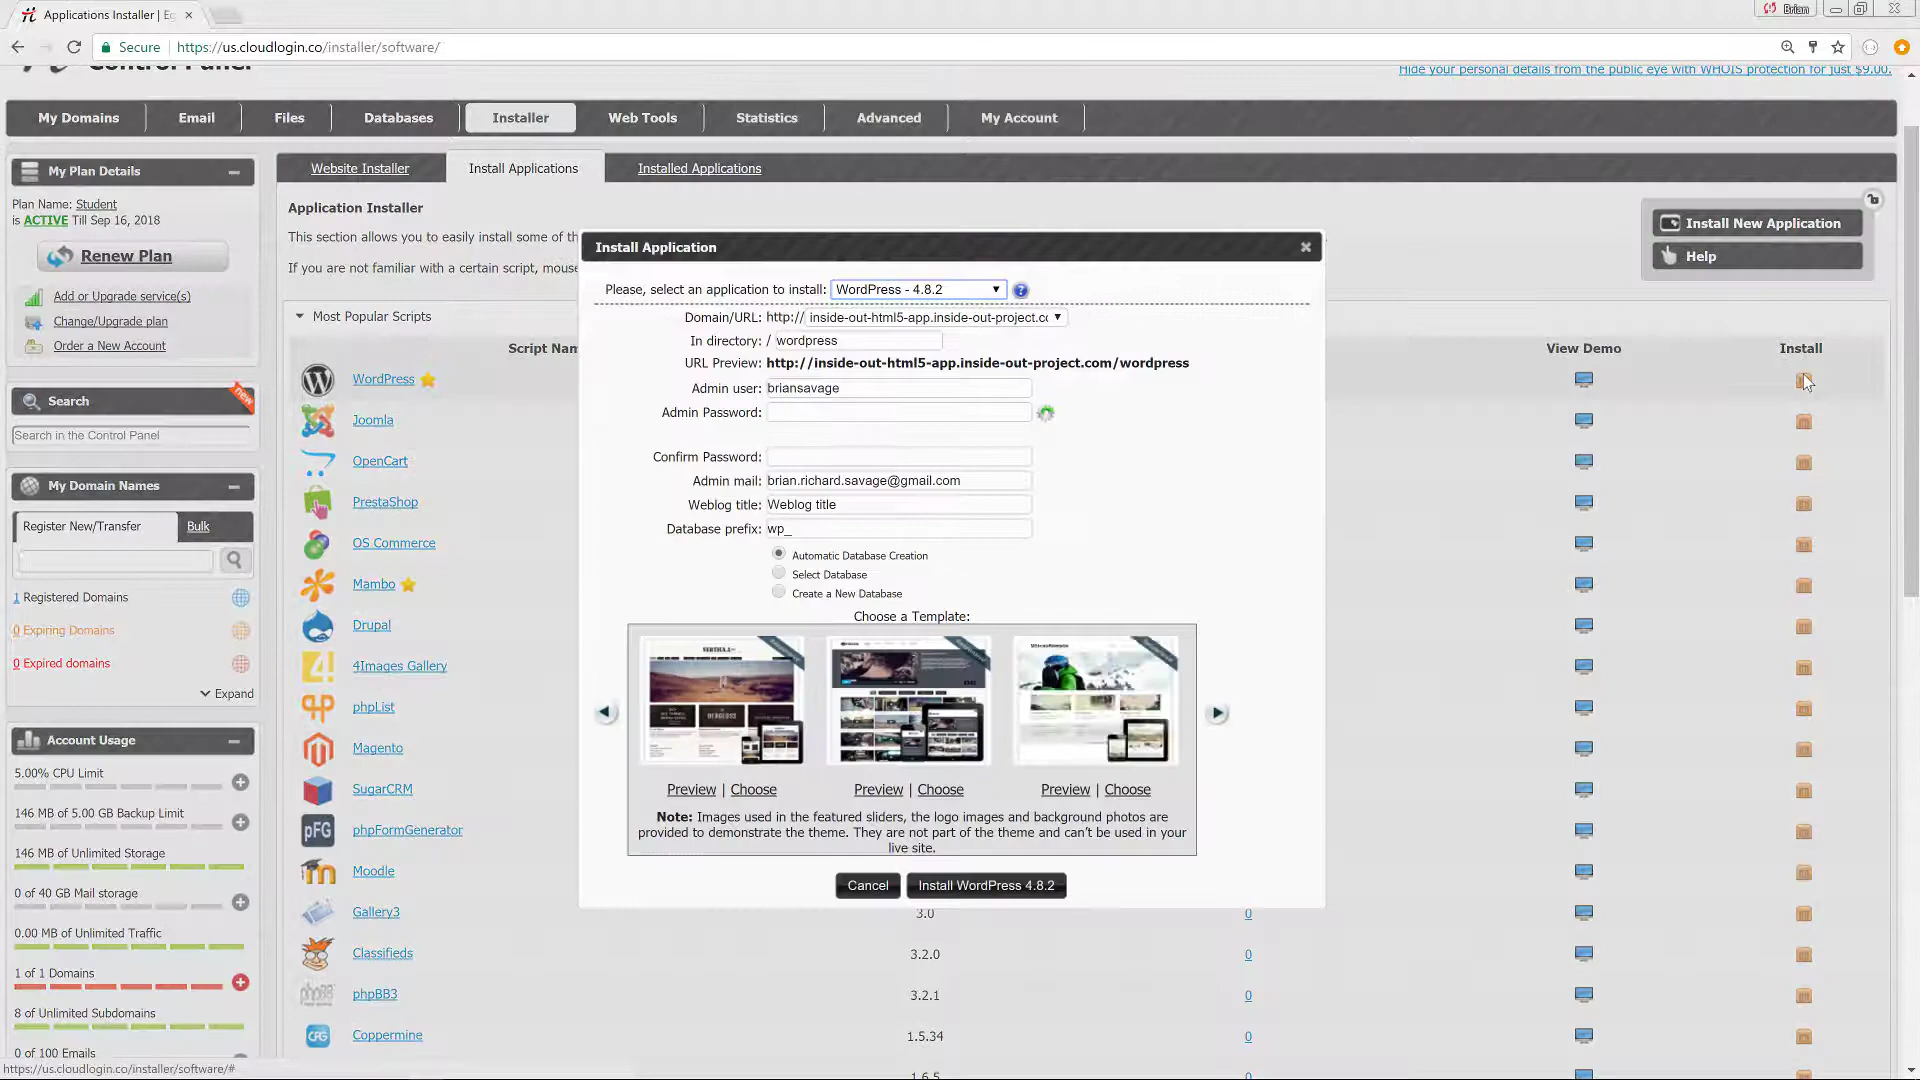 Applications Installer | E
Brian
Secure
https://us.cloudlogin.co/installer/software/
Control Panel
Hide your personal details from the public eye with WHOIS protection for just $9.00.
My Domains
Email
Files
Databases
Installer
Web Tools
Statistics
Advanced
My Account
My Plan Details
Plan Name: Student
is ACTIVE Till Sep 16, 2018
Renew Plan
Add or Upgrade service(s)
Change/Upgrade plan
Order a New Account
Search
new
Search in the Control Panel
My Domain Names
Register New/Transfer
Bulk
1 Registered Domains
0 Expiring Domains
0 Expired domains
Expand
Account Usage
5.00% CPU Limit
146 MB of 5.00 GB Backup Limit
146 MB of Unlimited Storage
0 of 40 GB Mail storage
0.00 MB of Unlimited Traffic
1 of 1 Domains
8 of Unlimited Subdomains
0 of 100 Emails
https://us.cloudlogin.co/installer/software/#
Website Installer
Install Applications
Installed Applications
Application Installer
This section allows you to easily install some of th
If you are not familiar with a certain script, mouse
Install New Application
Help
Most Popular Scripts
Script Nam
View Demo
Install
WordPress
Joomla
OpenCart
PrestaShop
OS Commerce
Mambo
Drupal
4Images Gallery
phpList
Magento
SugarCRM
pFG
phpFormGenerator
Moodle
Gallery3
3.0
0
Classifieds
3.2.0
0
phpBB
phpBB3
3.2.1
0
CPG
Coppermine
1.5.34
0
1.6.5
0
Install Application
Please, select an application to install: WordPress - 4.8.2
Domain/URL: http:// inside-out-html5-app.inside-out-project.cc
In directory: / wordpress
URL Preview: http://inside-out-html5-app.inside-out-project.com/wordpress
Admin user: briansavage
Admin Password:
Confirm Password:
Admin mail: brian.richard.savage@gmail.com
Weblog title: Weblog title
Database prefix: wp_
Automatic Database Creation
Select Database
Create a New Database
Choose a Template:
Preview | Choose
Preview | Choose
Preview | Choose
Note: Images used in the featured sliders, the logo images and background photos are
provided to demonstrate the theme. They are not part of the theme and can't be used in your
live site.
Cancel
Install WordPress 4.8.2